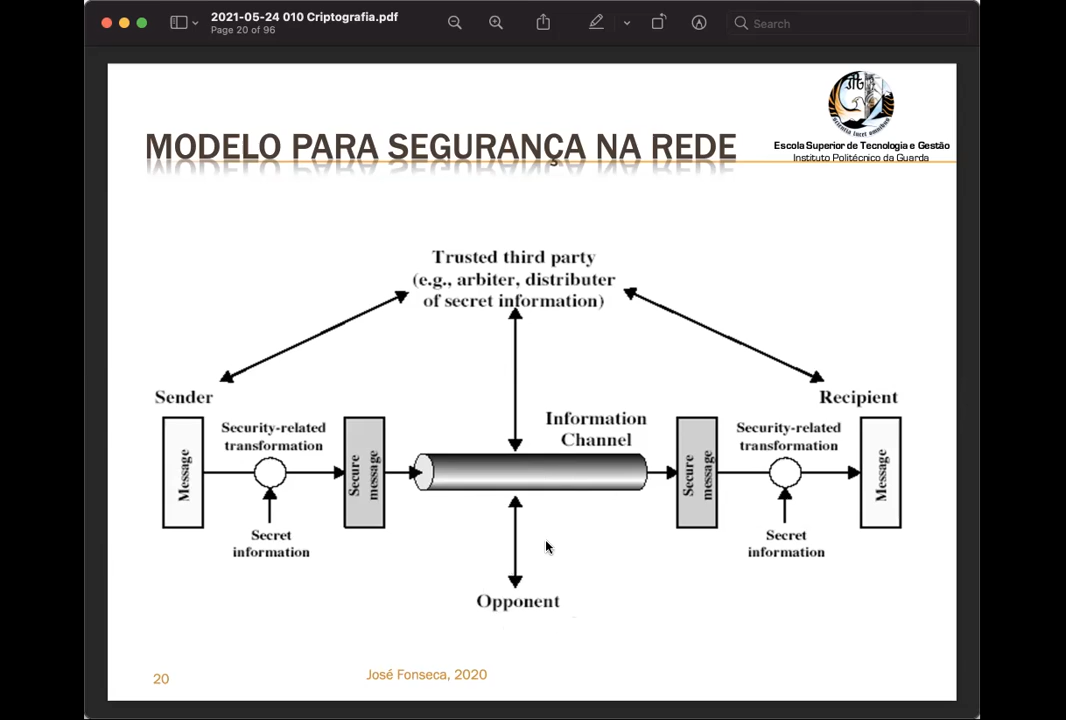 2021-05-24 010 Criptografia.pdf
Page 20 of 96
Search
MODELO PARA SEGURANÇA NA REDE
Escola Superior de Tecnologia e Gestão
Instituto Politécnico da Guarda
Trusted third party
(e.g., arbiter, distributer
of secret information)
Sender
Recipient
Information
Channel
Security-related
transformation
Security-related
transformation
Message
Secure
message
Secure
message
Message
Secret
information
Secret
information
Opponent
20
José Fonseca, 2020